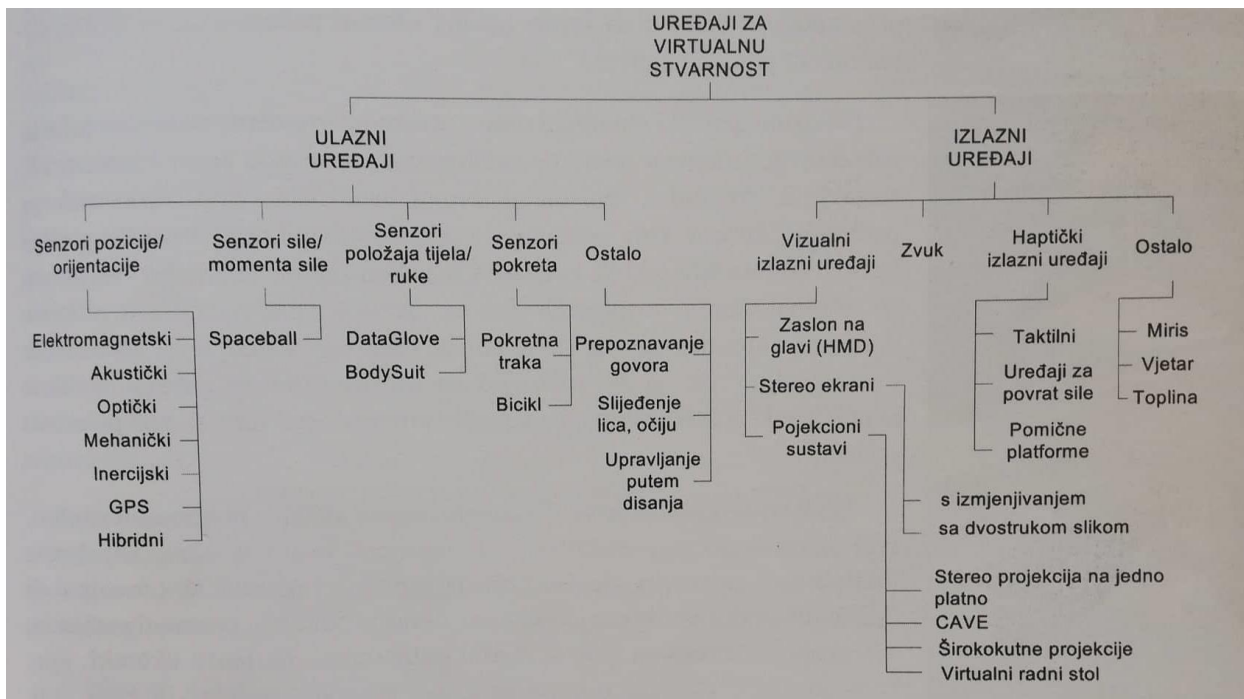 UREĐAJI ZA
VIRTUALNU
STVARNOST
ULAZNI
UREĐAJI
IZLAZNI
UREĐAJI
Senzori pozicije/
orijentacije
Senzori sile/
momenta sile
Senzori
položaja tijela/
ruke
Senzori
pokreta
Ostalo
Vizualni
izlazni uređaji
Zvuk
Haptički
izlazni uređaji
Ostalo
Elektromagnetski
Akustički
Optički
Mehanički
Inercijski
GPS
Hibridni
Spaceball
DataGlove
BodySuit
Pokretna
traka
Bicikl
Prepoznavanje
govora
Slijeđenje
lica, očiju
Upravljanje
putem
disanja
Zaslon na
glavi (HMD)
Stereo ekrani
Pojekcioni
sustavi
s izmjenjivanjem
sa dvostrukom slikom
Stereo projekcija na jedno
platno
CAVE
Širokokutne projekcije
Virtualni radni stol
Taktilni
Uređaji za
povrat sile
Pomične
platforme
Miris
Vjetar
Toplina